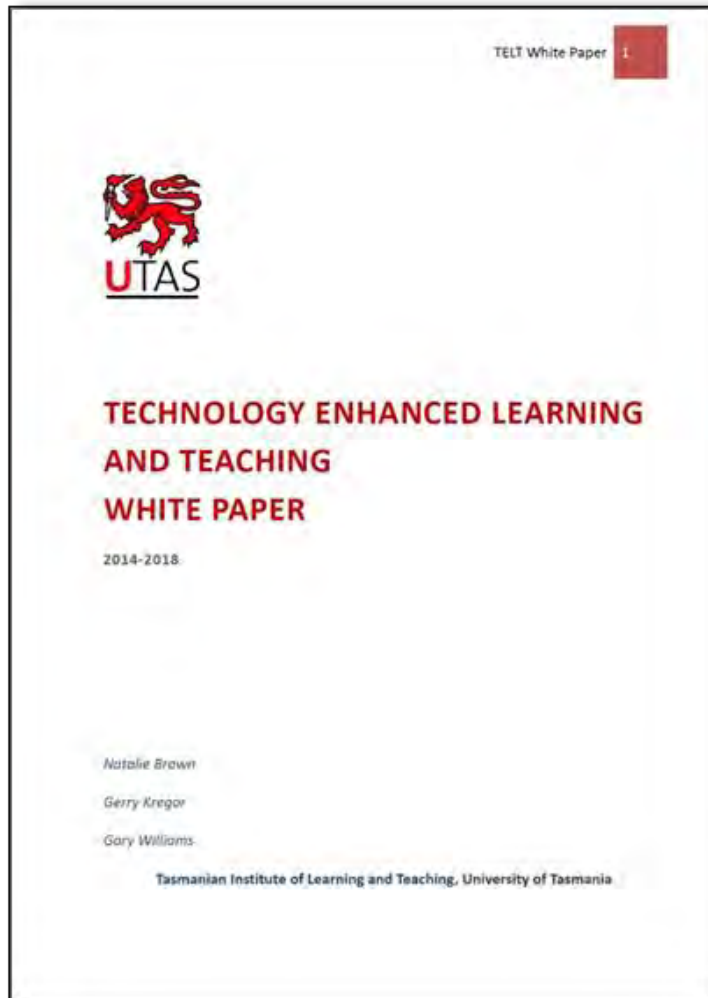 TELT White Paper 1
UTAS
TECHNOLOGY ENHANCED LEARNING
AND TEACHING
WHITE PAPER
2014-2018
Natalie Brown
Gerry Kregor
Gary Williams
Tasmanian Institute of Learning and Teaching, University of Tasmania